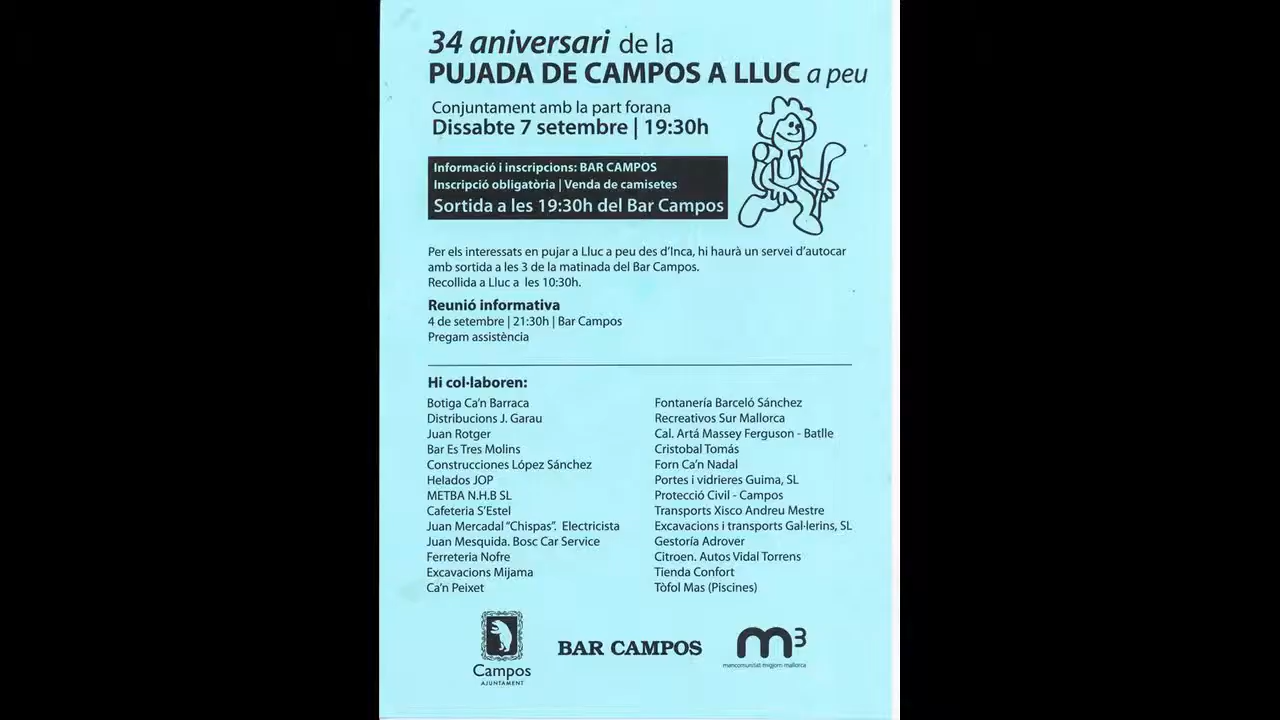 34 aniversari de la
PUJADA DE CAMPOS A LLUC a peu
Conjuntament amb la part forana
Dissabte 7 setembre | 19:30h
Informació i inscripcions: BAR CAMPOS
Inscripció obligatòria | Venda de camisetes
Sortida a les 19:30h del Bar Campos
Per els interessats en pujar a Lluc a peu des d'Inca, hi haurà un servei d'autocar
amb sortida a les 3 de la matinada del Bar Campos.
Recollida a Lluc a les 10:30h.
Reunió informativa
4 de setembre | 21:30h | Bar Campos
Pregam assistència
Hi col·laboren:
Botiga Ca'n Barraca
Distribucions J. Garau
Juan Rotger
Bar Es Tres Molins
Construcciones López Sánchez
Helados JOP
METBA N.H.B SL
Cafeteria S'Estel
Juan Mercadal "Chispas". Electricista
Juan Mesquida. Bosc Car Service
Ferreteria Nofre
Excavacions Mijama
Ca'n Peixet
Fontanería Barceló Sánchez
Recreativos Sur Mallorca
Cal. Artá Massey Ferguson - Batlle
Cristobal Tomás
Forn Ca'n Nadal
Portes i vidrieres Guima, SL
Protecció Civil - Campos
Transports Xisco Andreu Mestre
Excavacions i transports Gal·lerins, SL
Gestoría Adrover
Citroen. Autos Vidal Torrens
Tienda Confort
Tòfol Mas (Piscines)
Campos
AJUNTAMENT
BAR CAMPOS
m3
mancomunitat migjorn mallorca